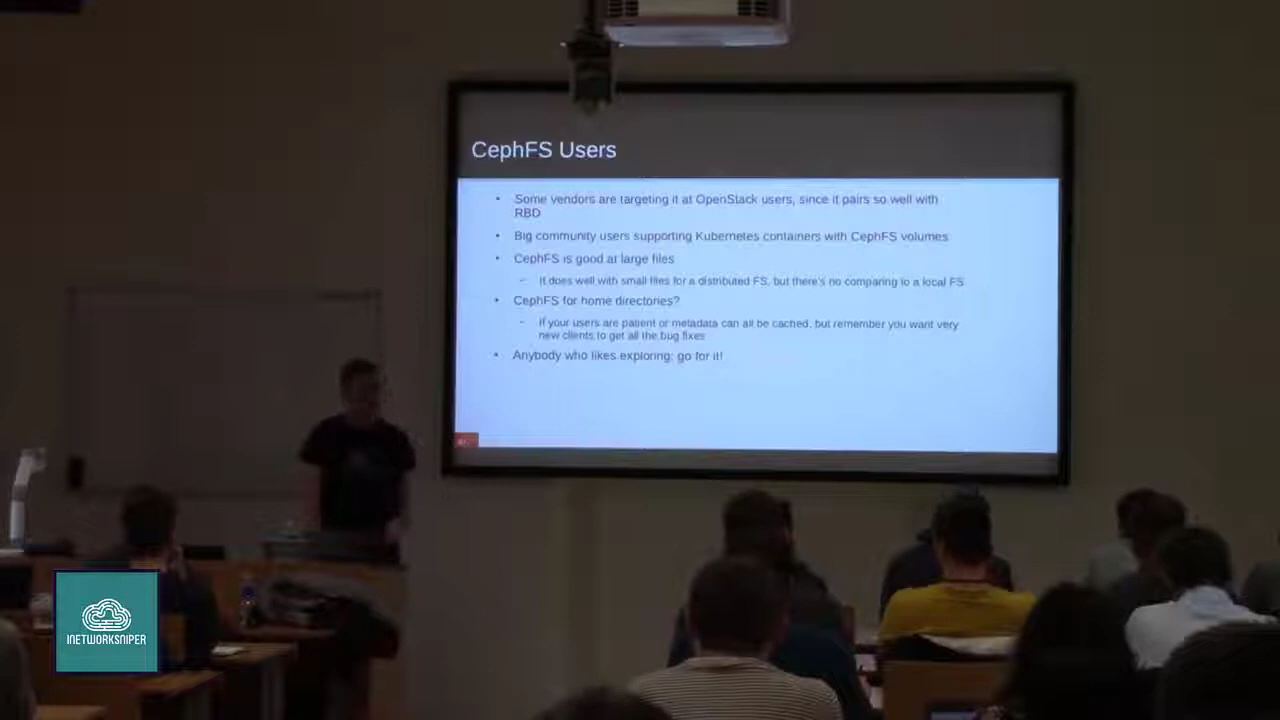 CephFS Users
• Some vendors are targeting it at OpenStack users, since it pairs so well with
RBD
• Big community users supporting Kubernetes containers with CephFS volumes
• CephFS is good at large files
– It does well with small files for a distributed FS, but there's no comparing to a local FS
• CephFS for home directories?
– If your users are patient or metadata can all be cached, but remember you want very
new clients to get all the bug fixes
• Anybody who likes exploring: go for it!
INETWORKSNIPER